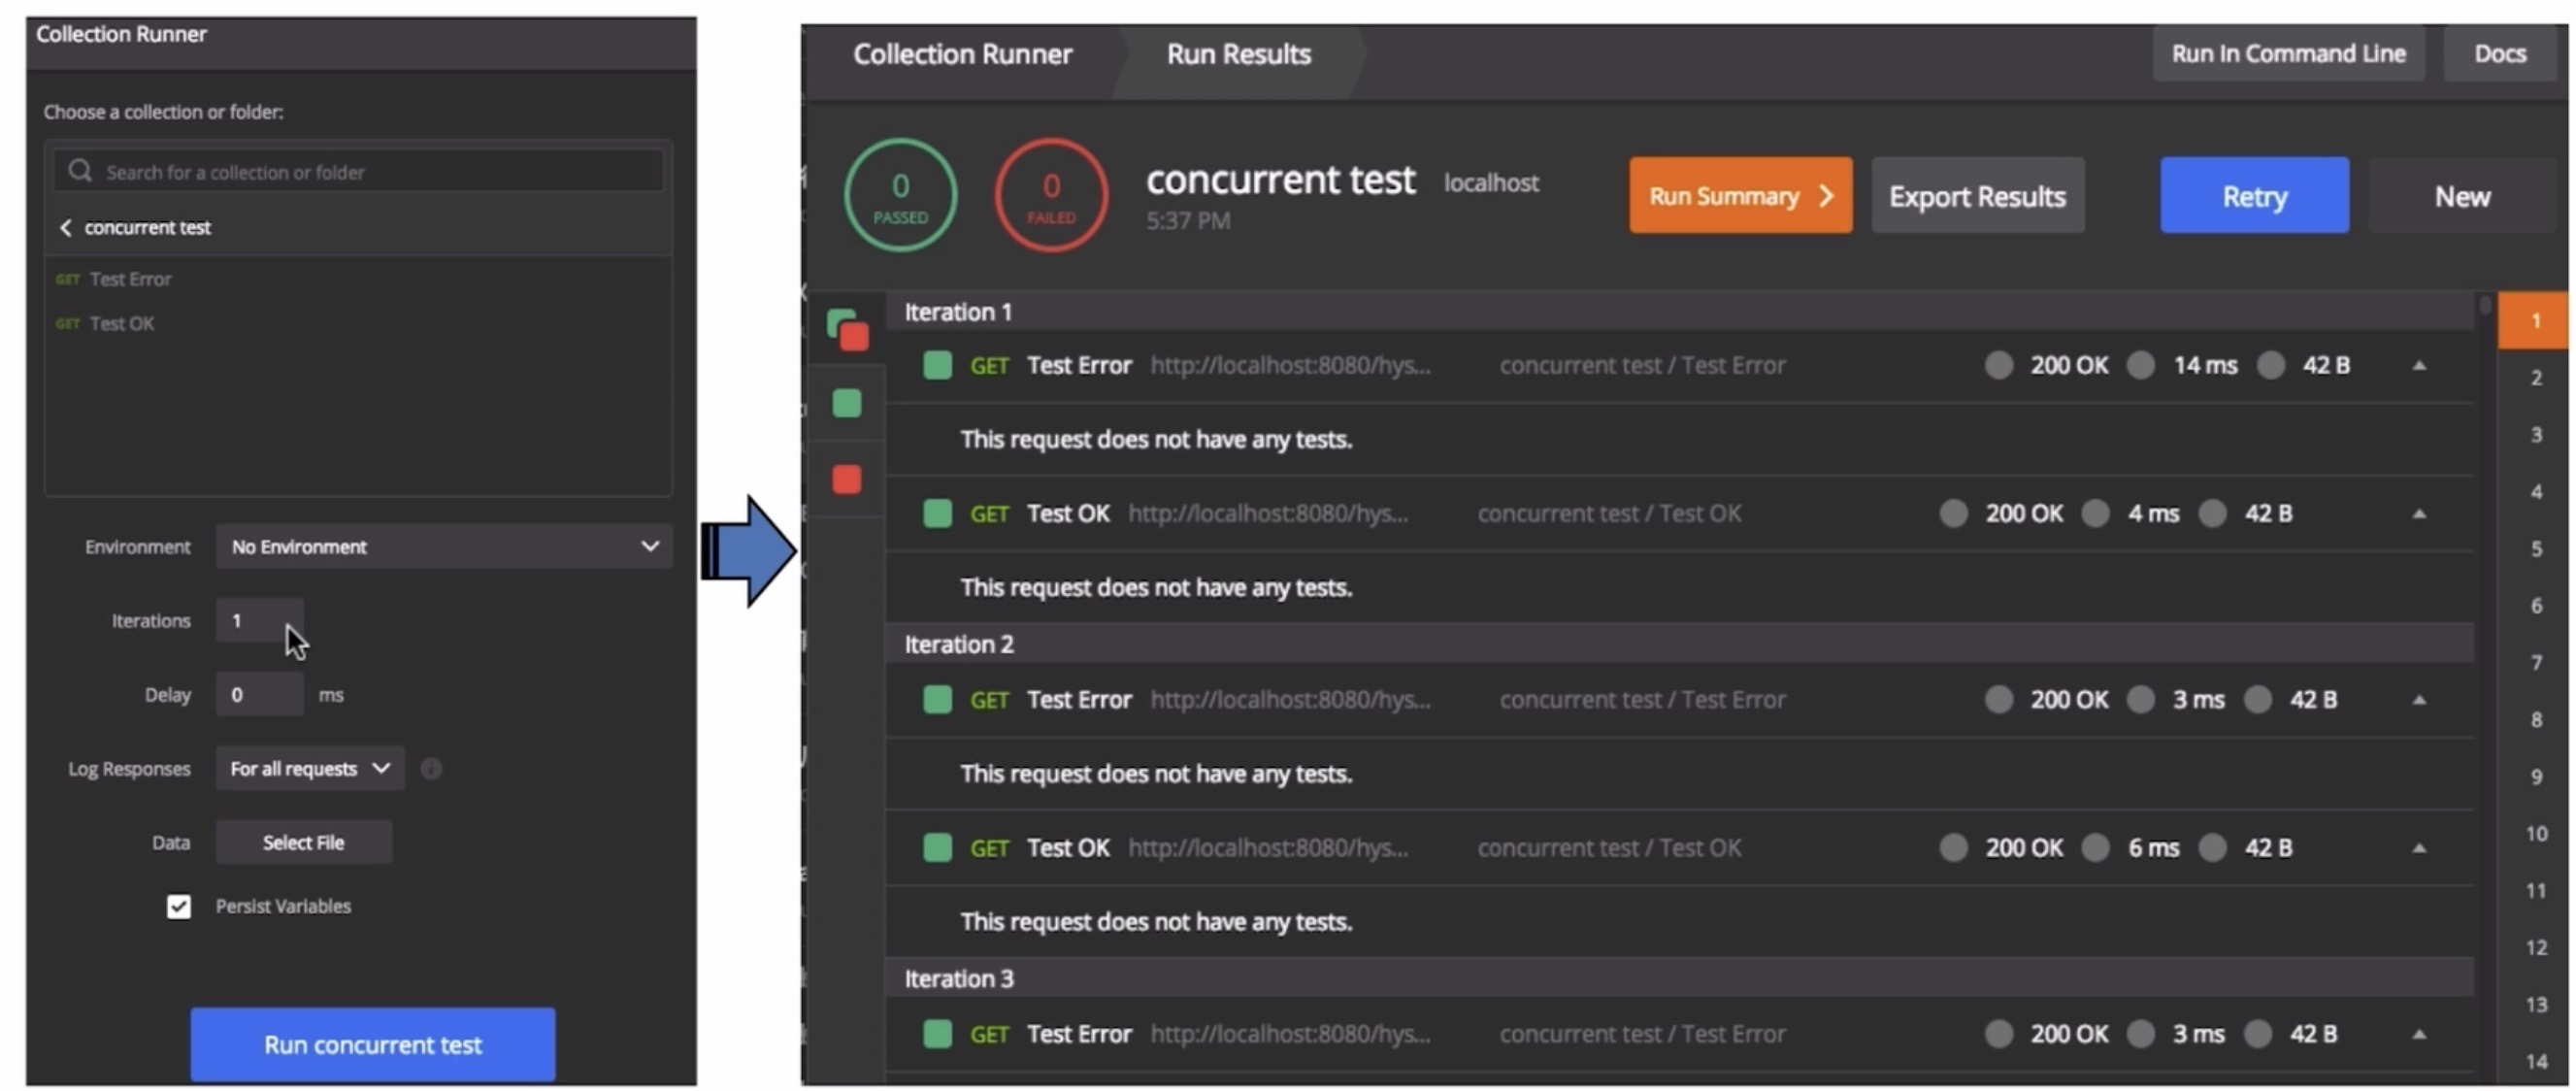 Collection Runner
Choose a collection or folder:
Search for a collection or folder
concurrent test
GET Test Error
GET Test OK
Environment No Environment
Iterations 1
Delay 0 ms
Log Responses For all requests
Data Select File
Persist Variables
Run concurrent test
Collection Runner Run Results Run In Command Line Docs
0 PASSED
0 FAILED
concurrent test localhost
5:37 PM
Run Summary Export Results Retry New
Iteration 1
GET Test Error http://localhost:8080/hys... concurrent test / Test Error 200 OK 14 ms 42 B
This request does not have any tests.
GET Test OK http://localhost:8080/hys... concurrent test / Test OK 200 OK 4 ms 42 B
This request does not have any tests.
Iteration 2
GET Test Error http://localhost:8080/hys... concurrent test / Test Error 200 OK 3 ms 42 B
This request does not have any tests.
GET Test OK http://localhost:8080/hys... concurrent test / Test OK 200 OK 6 ms 42 B
This request does not have any tests.
Iteration 3
GET Test Error http://localhost:8080/hys... concurrent test / Test Error 200 OK 3 ms 42 B
1
2
3
4
5
6
7
8
9
10
11
12
13
14